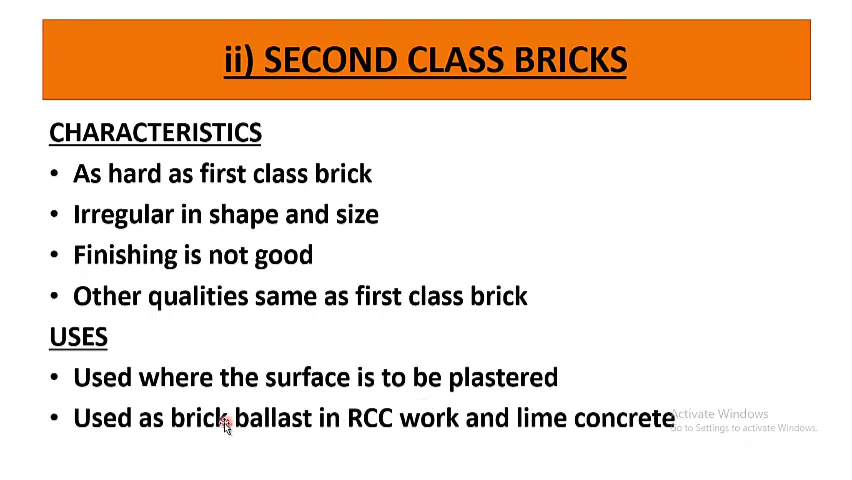 ii) SECOND CLASS BRICKS
CHARACTERISTICS
• As hard as first class brick
• Irregular in shape and size
• Finishing is not good
• Other qualities same as first class brick
USES
• Used where the surface is to be plastered
• Used as brick ballast in RCC work and lime concrete
Activate Windows
Go to Settings to activate Windows.